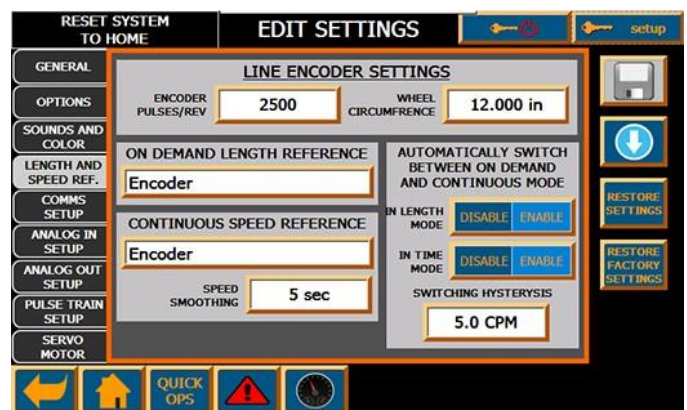 RESET SYSTEM
TO HOME
EDIT SETTINGS
setup
GENERAL
OPTIONS
SOUNDS AND
COLOR
LENGTH AND
SPEED REF.
COMMS
SETUP
ANALOG IN
SETUP
ANALOG OUT
SETUP
PULSE TRAIN
SETUP
SERVO
MOTOR
LINE ENCODER SETTINGS
ENCODER
PULSES/REV
2500
WHEEL
CIRCUMFRENCE
12.000 in
ON DEMAND LENGTH REFERENCE
Encoder
CONTINUOUS SPEED REFERENCE
Encoder
SPEED
SMOOTHING
5 sec
AUTOMATICALLY SWITCH
BETWEEN ON DEMAND
AND CONTINUOUS MODE
IN LENGTH
MODE
DISABLE ENABLE
IN TIME
MODE
DISABLE ENABLE
SWITCHING HYSTERYSIS
5.0 CPM
RESTORE
SETTINGS
RESTORE
FACTORY
SETTINGS
QUICK
OPS